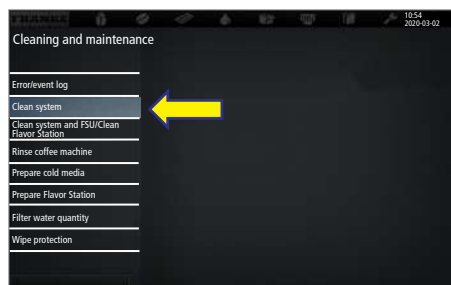 FRANKE
10:54
2020-03-02
Cleaning and maintenance
Error/event log
Clean system
Clean system and FSU/Clean
Flavor Station
Rinse coffee machine
Prepare cold media
Prepare Flavor Station
Filter water quantity
Wipe protection